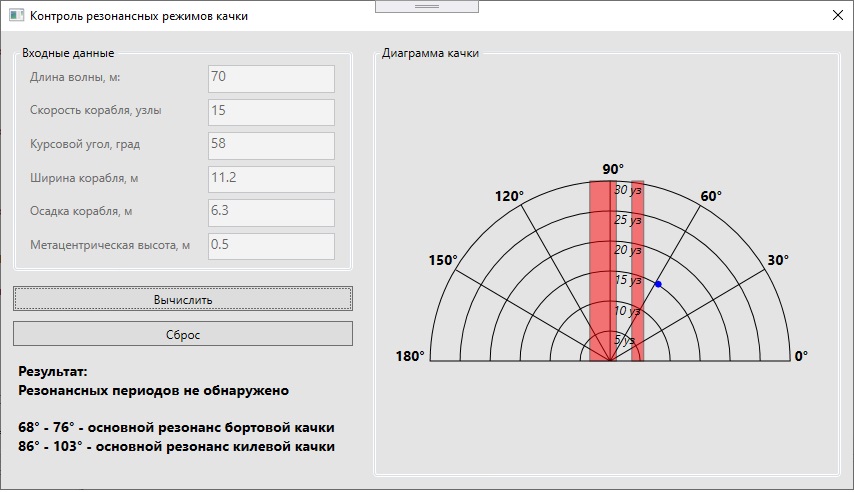 Контроль резонансных режимов качки
Входные данные
Длина волны, м:
70
Скорость корабля, узлы
15
Курсовой угол, град
58
Ширина корабля, м
11.2
Осадка корабля, м
6.3
Метацентрическая высота, м
0.5
Вычислить
Сброс
Результат:
Резонансных периодов не обнаружено
68° - 76° - основной резонанс бортовой качки
86° - 103° - основной резонанс килевой качки
Диаграмма качки
90°
120°
60°
150°
30°
180°
0°
30 уз
25 уз
20 уз
15 уз
10 уз
5 уз